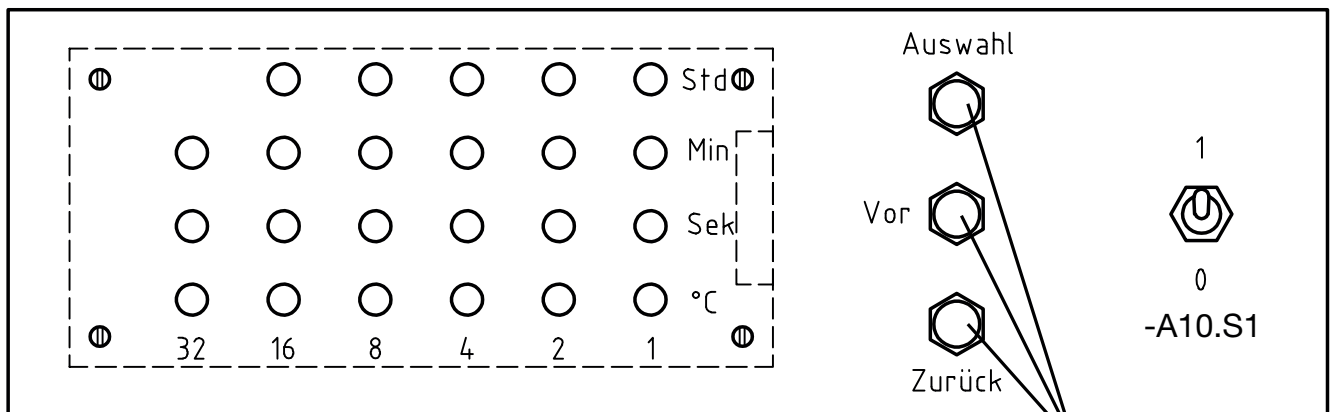 Auswahl
Std
Min
Vor
Sek
°C
32 16 8 4 2 1
Zurück
1
0
-A10.S1